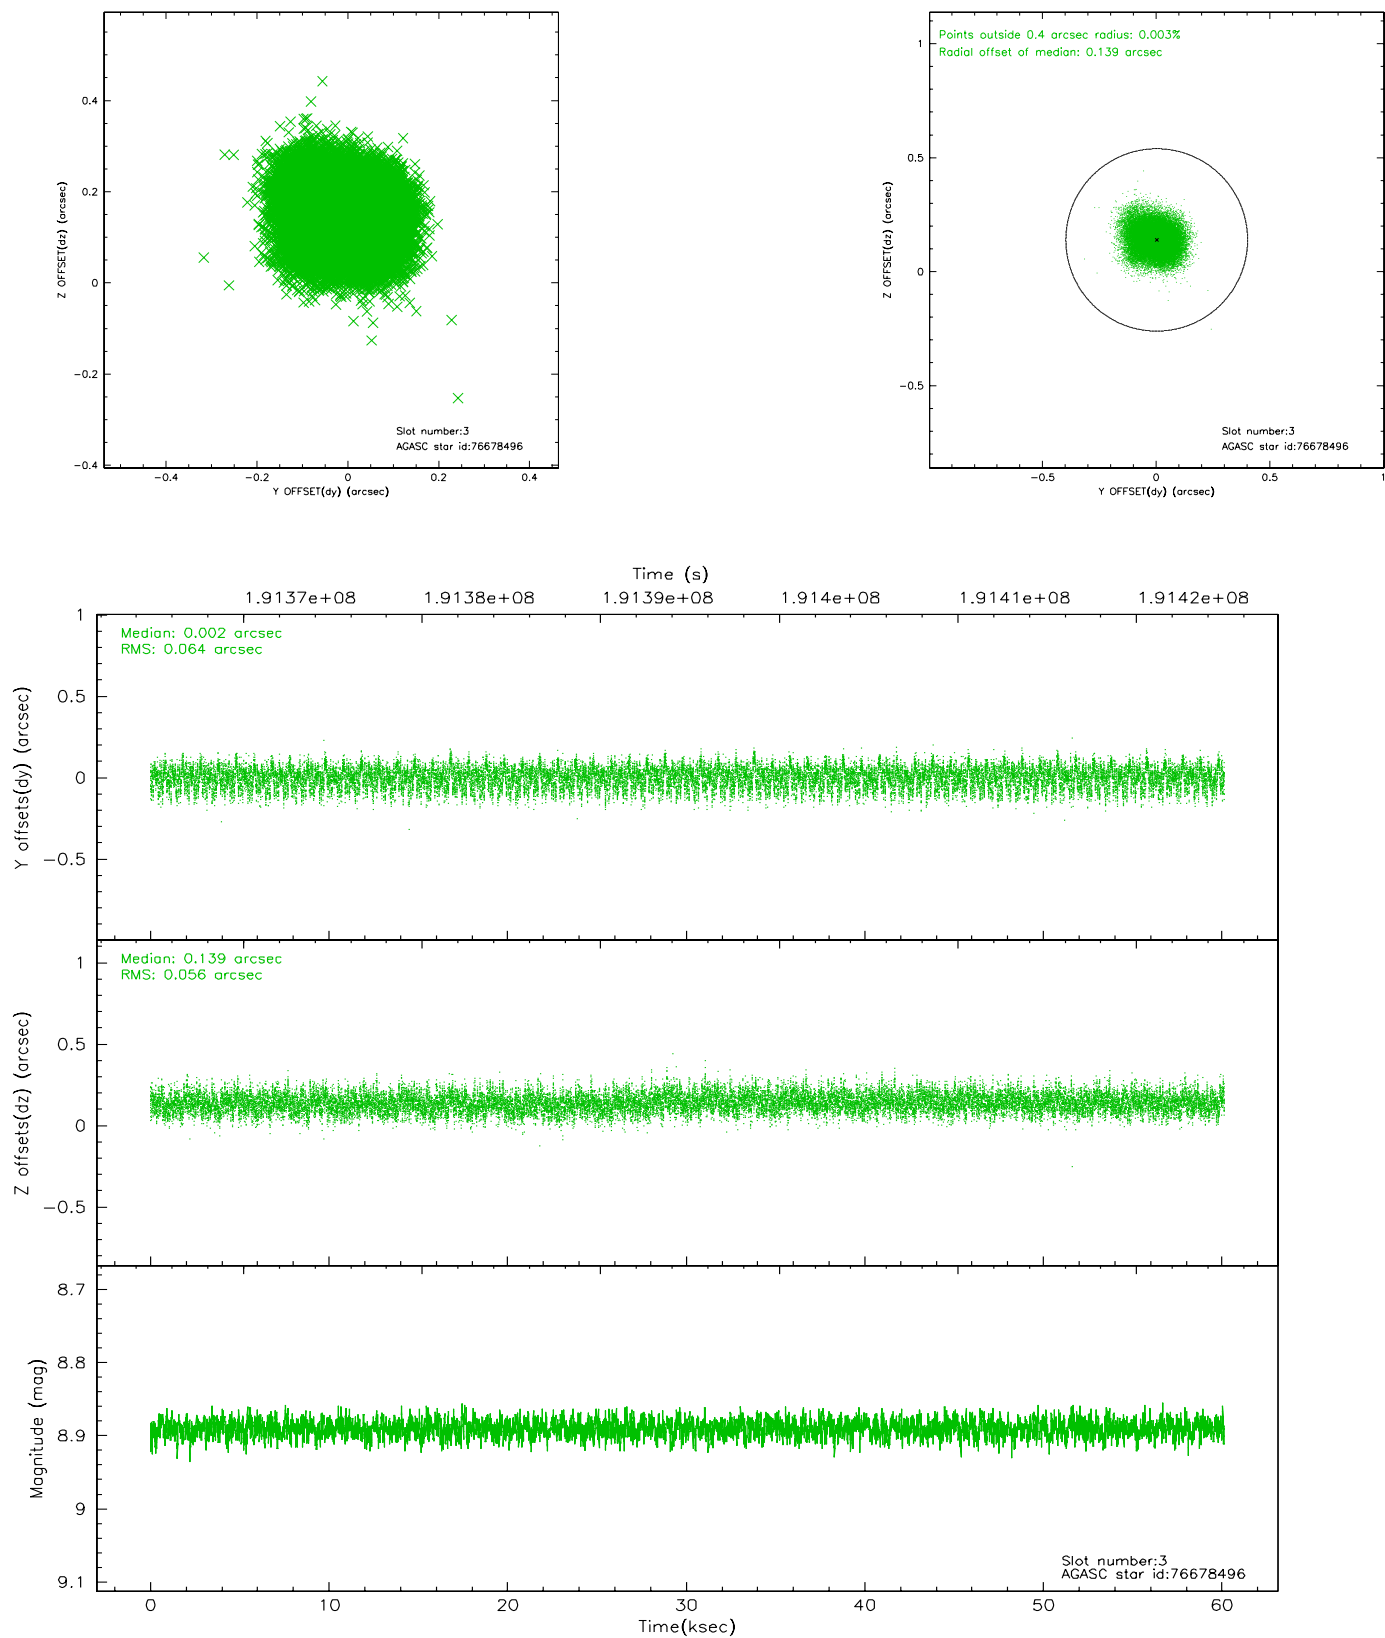 0.4
0.2
0
−0.2
−0.4
Z OFFSET(dz) (arcsec)
−0.4
−0.2
0
0.2
0.4
Y OFFSET(dy) (arcsec)
Slot number:3
AGASC star id:76678496
Points outside 0.4 arcsec radius: 0.003%
Radial offset of median: 0.139 arcsec
1
0.5
0
−0.5
Z OFFSET(dz) (arcsec)
−0.5
0
0.5
1
Y OFFSET(dy) (arcsec)
Slot number:3
AGASC star id:76678496
Time (s)
1.9137e+08
1.9138e+08
1.9139e+08
1.914e+08
1.9141e+08
1.9142e+08
Median: 0.002 arcsec
RMS: 0.064 arcsec
1
0.5
0
−0.5
Y offsets(dy) (arcsec)
Median: 0.139 arcsec
RMS: 0.056 arcsec
1
0.5
0
−0.5
Z offsets(dz) (arcsec)
8.7
8.8
8.9
9
9.1
Magnitude (mag)
Slot number:3
AGASC star id:76678496
0
10
20
30
40
50
60
Time(ksec)